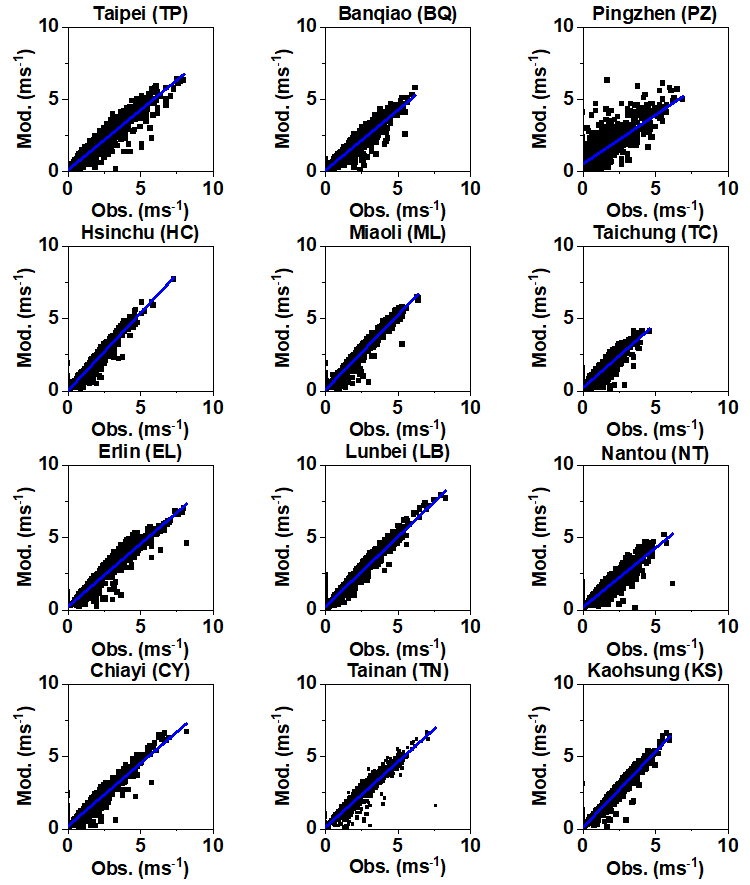 Taipei (TP)
Banqiao (BQ)
Pingzhen (PZ)
10
10
10
Mod. (ms-1)
Mod. (ms-1)
Mod. (ms-1)
5
5
5
0
0
0
0 5 10
0 5 10
0 5 10
Obs. (ms-1)
Obs. (ms-1)
Obs. (ms-1)
Hsinchu (HC)
Miaoli (ML)
Taichung (TC)
10
10
10
Mod. (ms-1)
Mod. (ms-1)
Mod. (ms-1)
5
5
5
0
0
0
0 5 10
0 5 10
0 5 10
Obs. (ms-1)
Obs. (ms-1)
Obs. (ms-1)
Erlin (EL)
Lunbei (LB)
Nantou (NT)
10
10
10
Mod. (ms-1)
Mod. (ms-1)
Mod. (ms-1)
5
5
5
0
0
0
0 5 10
0 5 10
0 5 10
Obs. (ms-1)
Obs. (ms-1)
Obs. (ms-1)
Chiayi (CY)
Tainan (TN)
Kaohsung (KS)
10
10
10
Mod. (ms-1)
Mod. (ms-1)
Mod. (ms-1)
5
5
5
0
0
0
0 5 10
0 5 10
0 5 10
Obs. (ms-1)
Obs. (ms-1)
Obs. (ms-1)